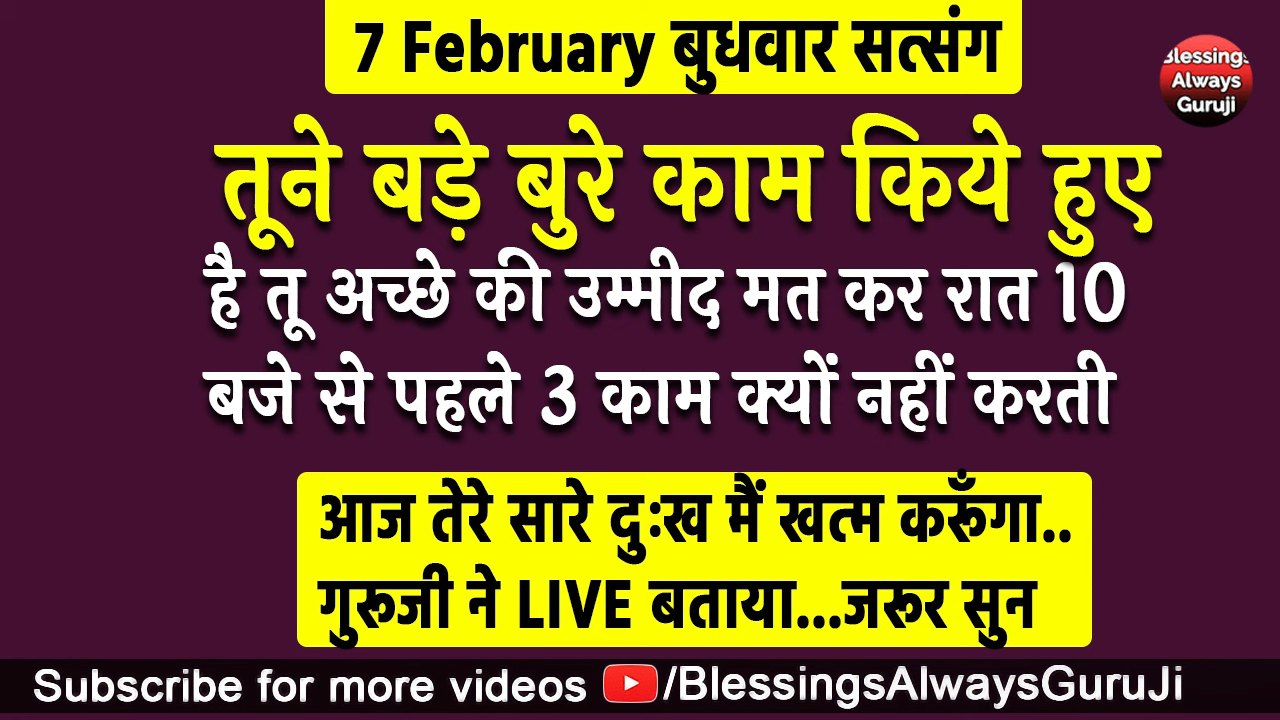 7 February बुधवार सत्संग
Blessings
Always
Guruji
तूने बड़े बुरे काम किये हुए
है तू अच्छे की उम्मीद मत कर रात 10
बजे से पहले 3 काम क्यों नहीं करती
आज तेरे सारे दुःख मैं खत्म करूँगा..
गुरूजी ने LIVE बताया...जरूर सुन
Subscribe for more videos /BlessingsAlwaysGuruJi